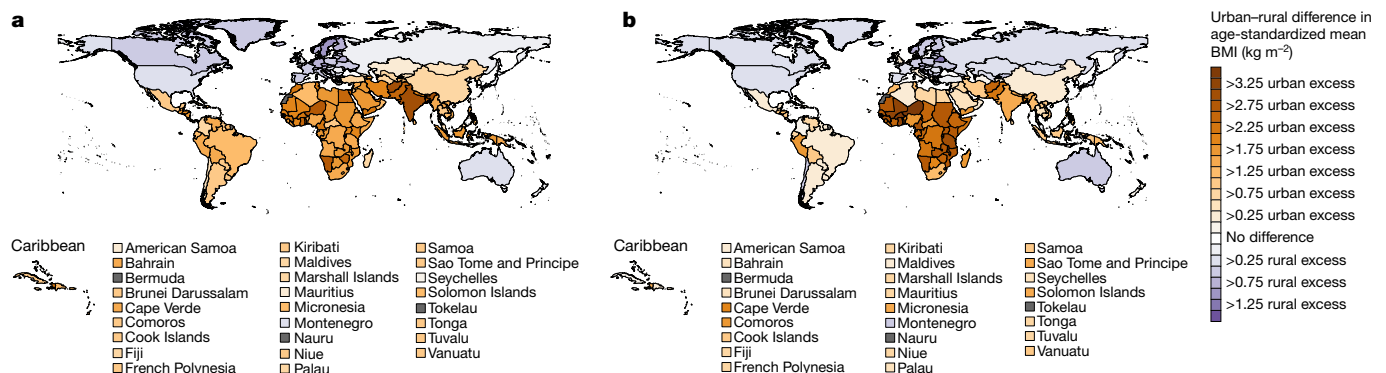 a
b
Urban–rural difference in
age-standardized mean
BMI (kg m–2)
>3.25 urban excess
>2.75 urban excess
>2.25 urban excess
>1.75 urban excess
>1.25 urban excess
>0.75 urban excess
>0.25 urban excess
No difference
>0.25 rural excess
>0.75 rural excess
>1.25 rural excess
Caribbean
American Samoa
Bahrain
Bermuda
Brunei Darussalam
Cape Verde
Comoros
Cook Islands
Fiji
French Polynesia
Kiribati
Maldives
Marshall Islands
Mauritius
Micronesia
Montenegro
Nauru
Niue
Palau
Samoa
Sao Tome and Principe
Seychelles
Solomon Islands
Tokelau
Tonga
Tuvalu
Vanuatu
Caribbean
American Samoa
Bahrain
Bermuda
Brunei Darussalam
Cape Verde
Comoros
Cook Islands
Fiji
French Polynesia
Kiribati
Maldives
Marshall Islands
Mauritius
Micronesia
Montenegro
Nauru
Niue
Palau
Samoa
Sao Tome and Principe
Seychelles
Solomon Islands
Tokelau
Tonga
Tuvalu
Vanuatu